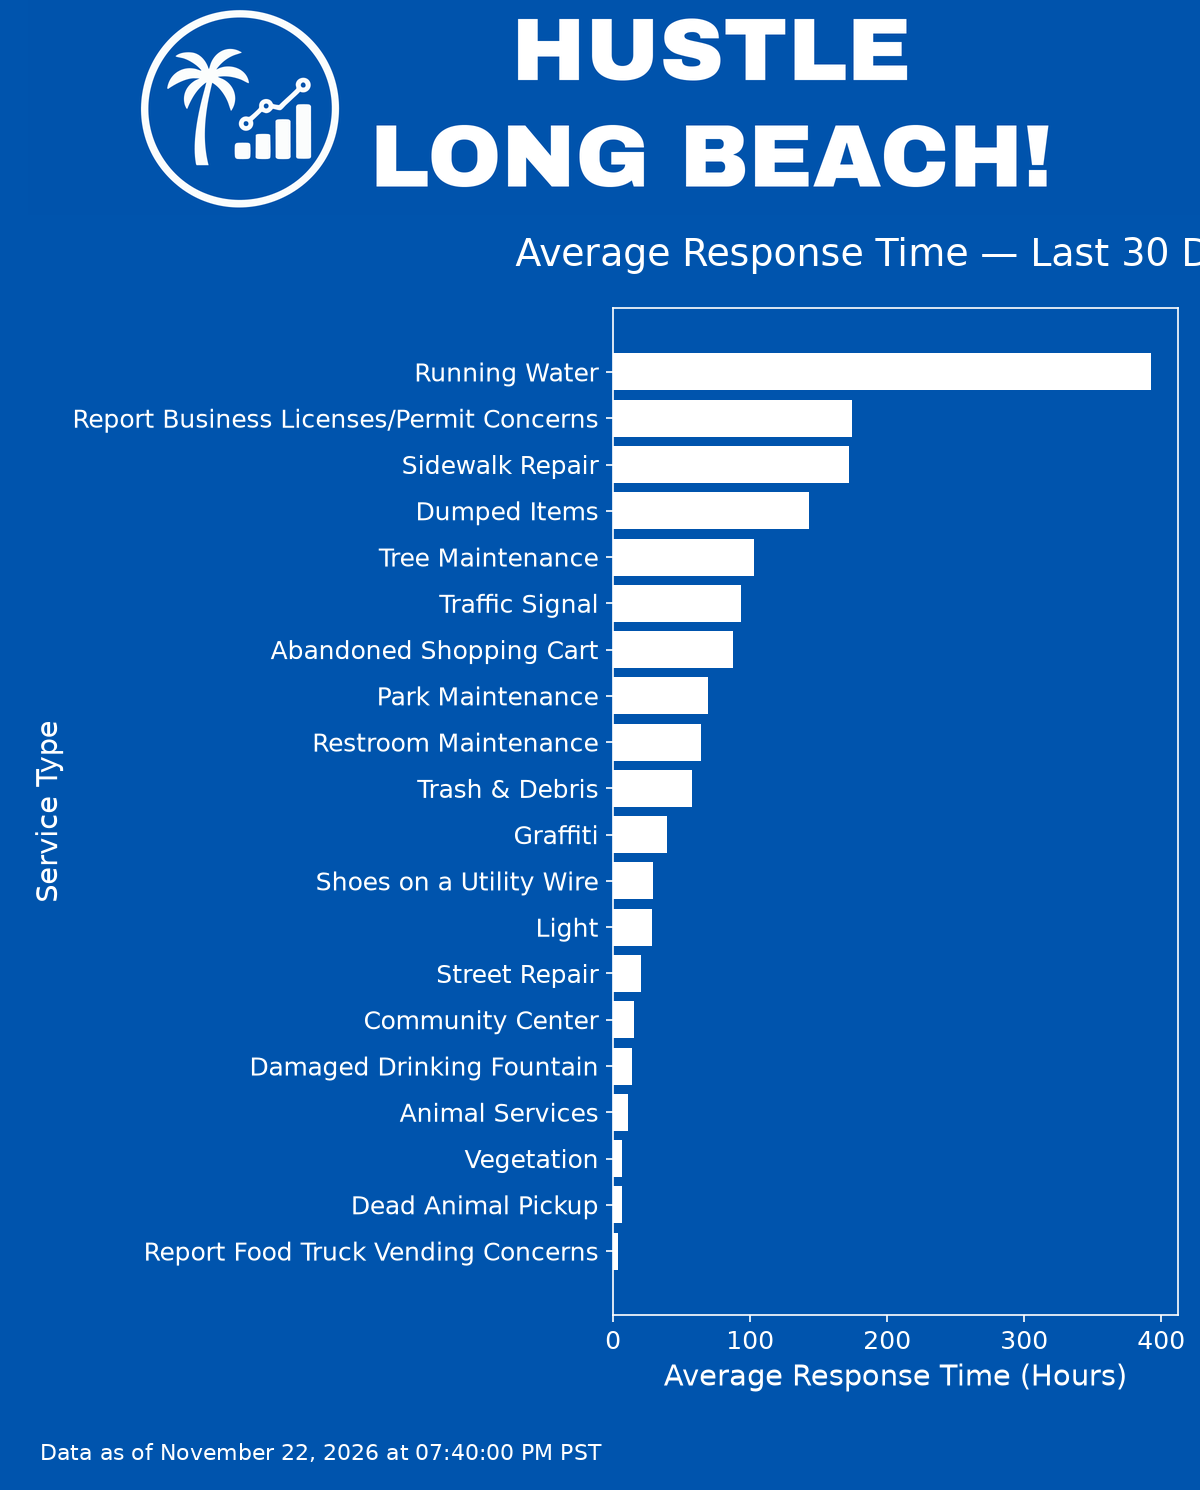 HUSTLE
LONG BEACH!
Average Response Time — Last 30 D
Running Water
Report Business Licenses/Permit Concerns
Sidewalk Repair
Dumped Items
Tree Maintenance
Traffic Signal
Abandoned Shopping Cart
Park Maintenance
Restroom Maintenance
Trash & Debris
Graffiti
Shoes on a Utility Wire
Light
Street Repair
Community Center
Damaged Drinking Fountain
Animal Services
Vegetation
Dead Animal Pickup
Report Food Truck Vending Concerns
Service Type
0 100 200 300 400
Average Response Time (Hours)
Data as of November 22, 2026 at 07:40:00 PM PST